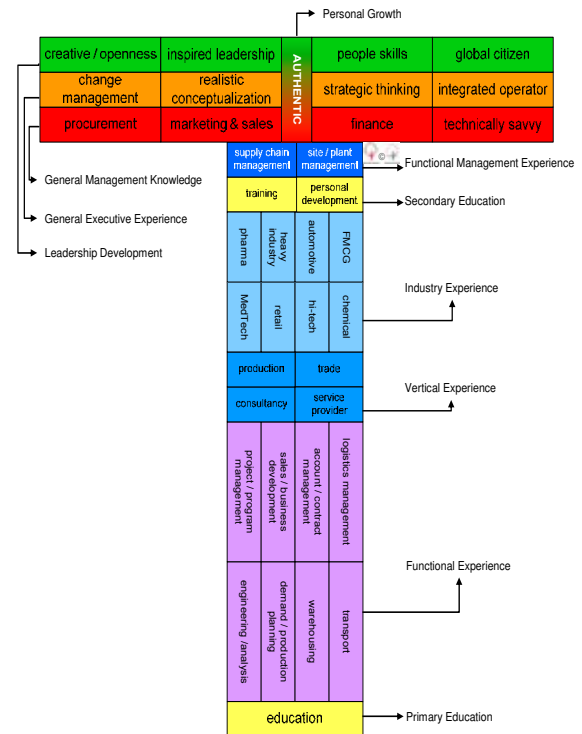 Personal Growth
creative / openness
inspired leadership
AUTHENTIC
people skills
global citizen
change
management
realistic
conceptualization
strategic thinking
integrated operator
procurement
marketing & sales
finance
technically savvy
supply chain
management
site / plant
management
©
Functional Management Experience
General Management Knowledge
training
personal
development
Secondary Education
General Executive Experience
Leadership Development
pharma
heavy
industry
automotive
FMCG
MedTech
retail
hi-tech
chemical
Industry Experience
production
trade
Vertical Experience
consultancy
service
provider
project / program
management
sales / business
development
account / contract
management
logistics management
Functional Experience
engineering /analysis
demand / production
planning
warehousing
transport
education
Primary Education